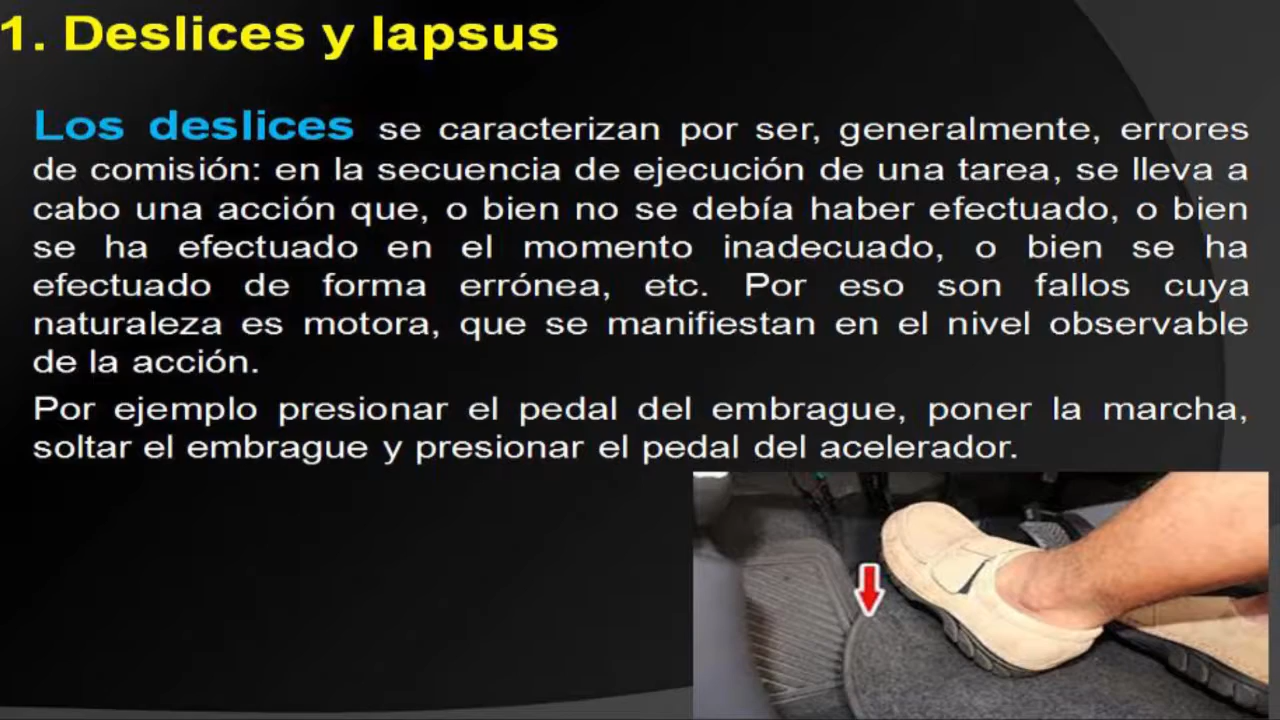 1. Deslices y lapsus
Los deslices se caracterizan por ser, generalmente, errores
de comisión: en la secuencia de ejecución de una tarea, se lleva a
cabo una acción que, o bien no se debía haber efectuado, o bien
se ha efectuado en el momento inadecuado, o bien se ha
efectuado de forma errónea, etc. Por eso son fallos cuya
naturaleza es motora, que se manifiestan en el nivel observable
de la acción.
Por ejemplo presionar el pedal del embrague, poner la marcha,
soltar el embrague y presionar el pedal del acelerador.